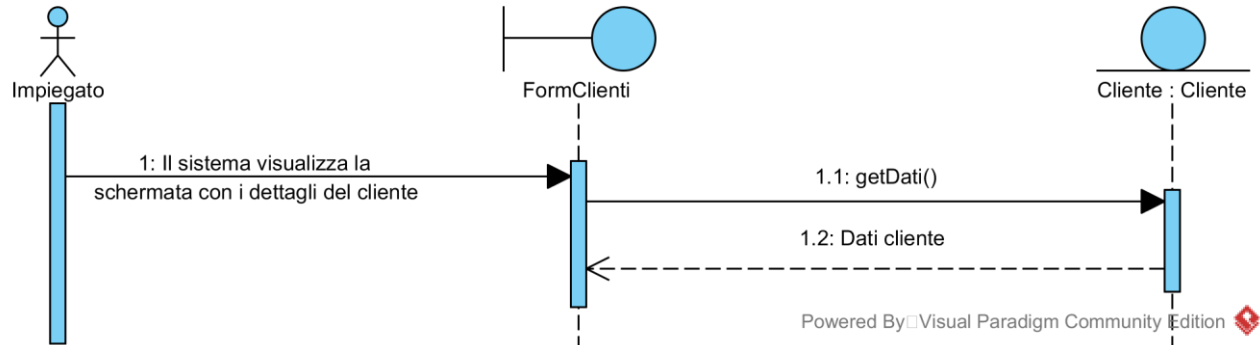 Impiegato
FormClienti
Cliente : Cliente
1: Il sistema visualizza la
schermata con i dettagli del cliente
1.1: getDati()
1.2: Dati cliente
Powered By Visual Paradigm Community Edition